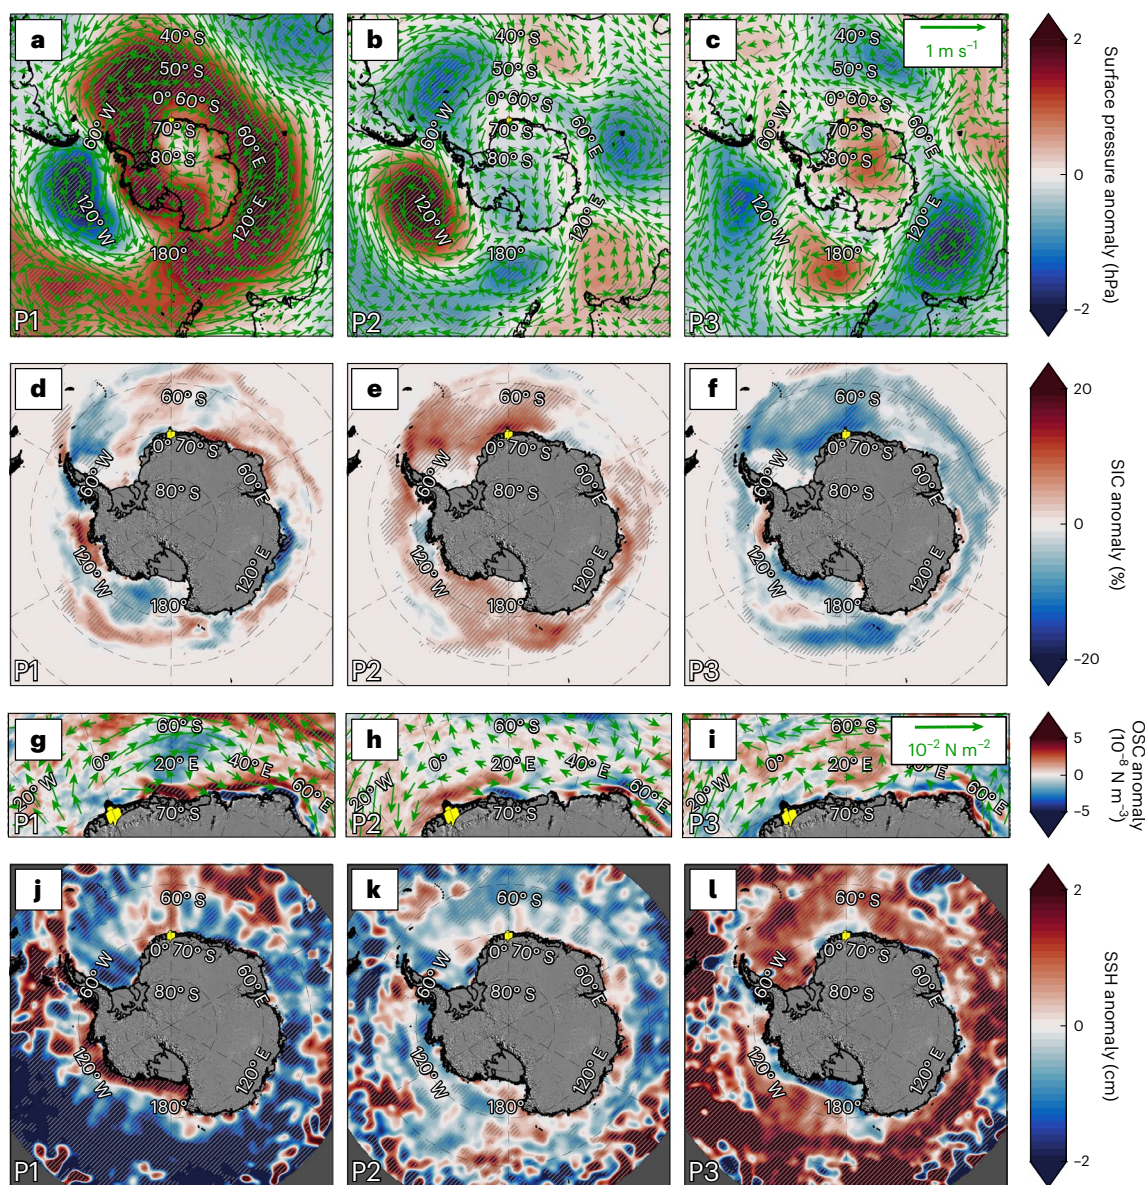 a
40° S
50° S
0° 60° S
60° W
70° S
80° S
60° E
120° W
120° E
180°
P1
b
40° S
50° S
0° 60° S
60° W
70° S
80° S
60° E
120° W
120° E
180°
P2
c
40° S
50° S
1 m s⁻¹
0° 60° S
60° W
70° S
80° S
60° E
120° W
120° E
180°
P3
2
0
−2
Surface pressure anomaly (hPa)
d
60° S
0° 70° S
60° W
80° S
60° E
120° W
120° E
180°
P1
e
60° S
0° 70° S
60° W
80° S
60° E
120° W
120° E
180°
P2
f
60° S
0° 70° S
60° W
80° S
60° E
120° W
120° E
180°
P3
20
0
−20
SIC anomaly (%)
g
60° S
0°
20° E
40° E
20° W
60° E
70° S
P1
h
60° S
0°
20° E
40° E
20° W
60° E
70° S
P2
i
60° S
10⁻² N m⁻²
0°
20° E
20° W
60° E
70° S
P3
5
0
−5
OSC anomaly
(10⁻⁸ N m⁻³)
j
60° S
0° 70° S
60° W
80° S
60° E
120° W
120° E
180°
P1
k
60° S
0° 70° S
60° W
80° S
60° E
120° W
120° E
180°
P2
l
60° S
0° 70° S
60° W
80° S
60° E
120° W
120° E
180°
P3
2
0
−2
SSH anomaly (cm)